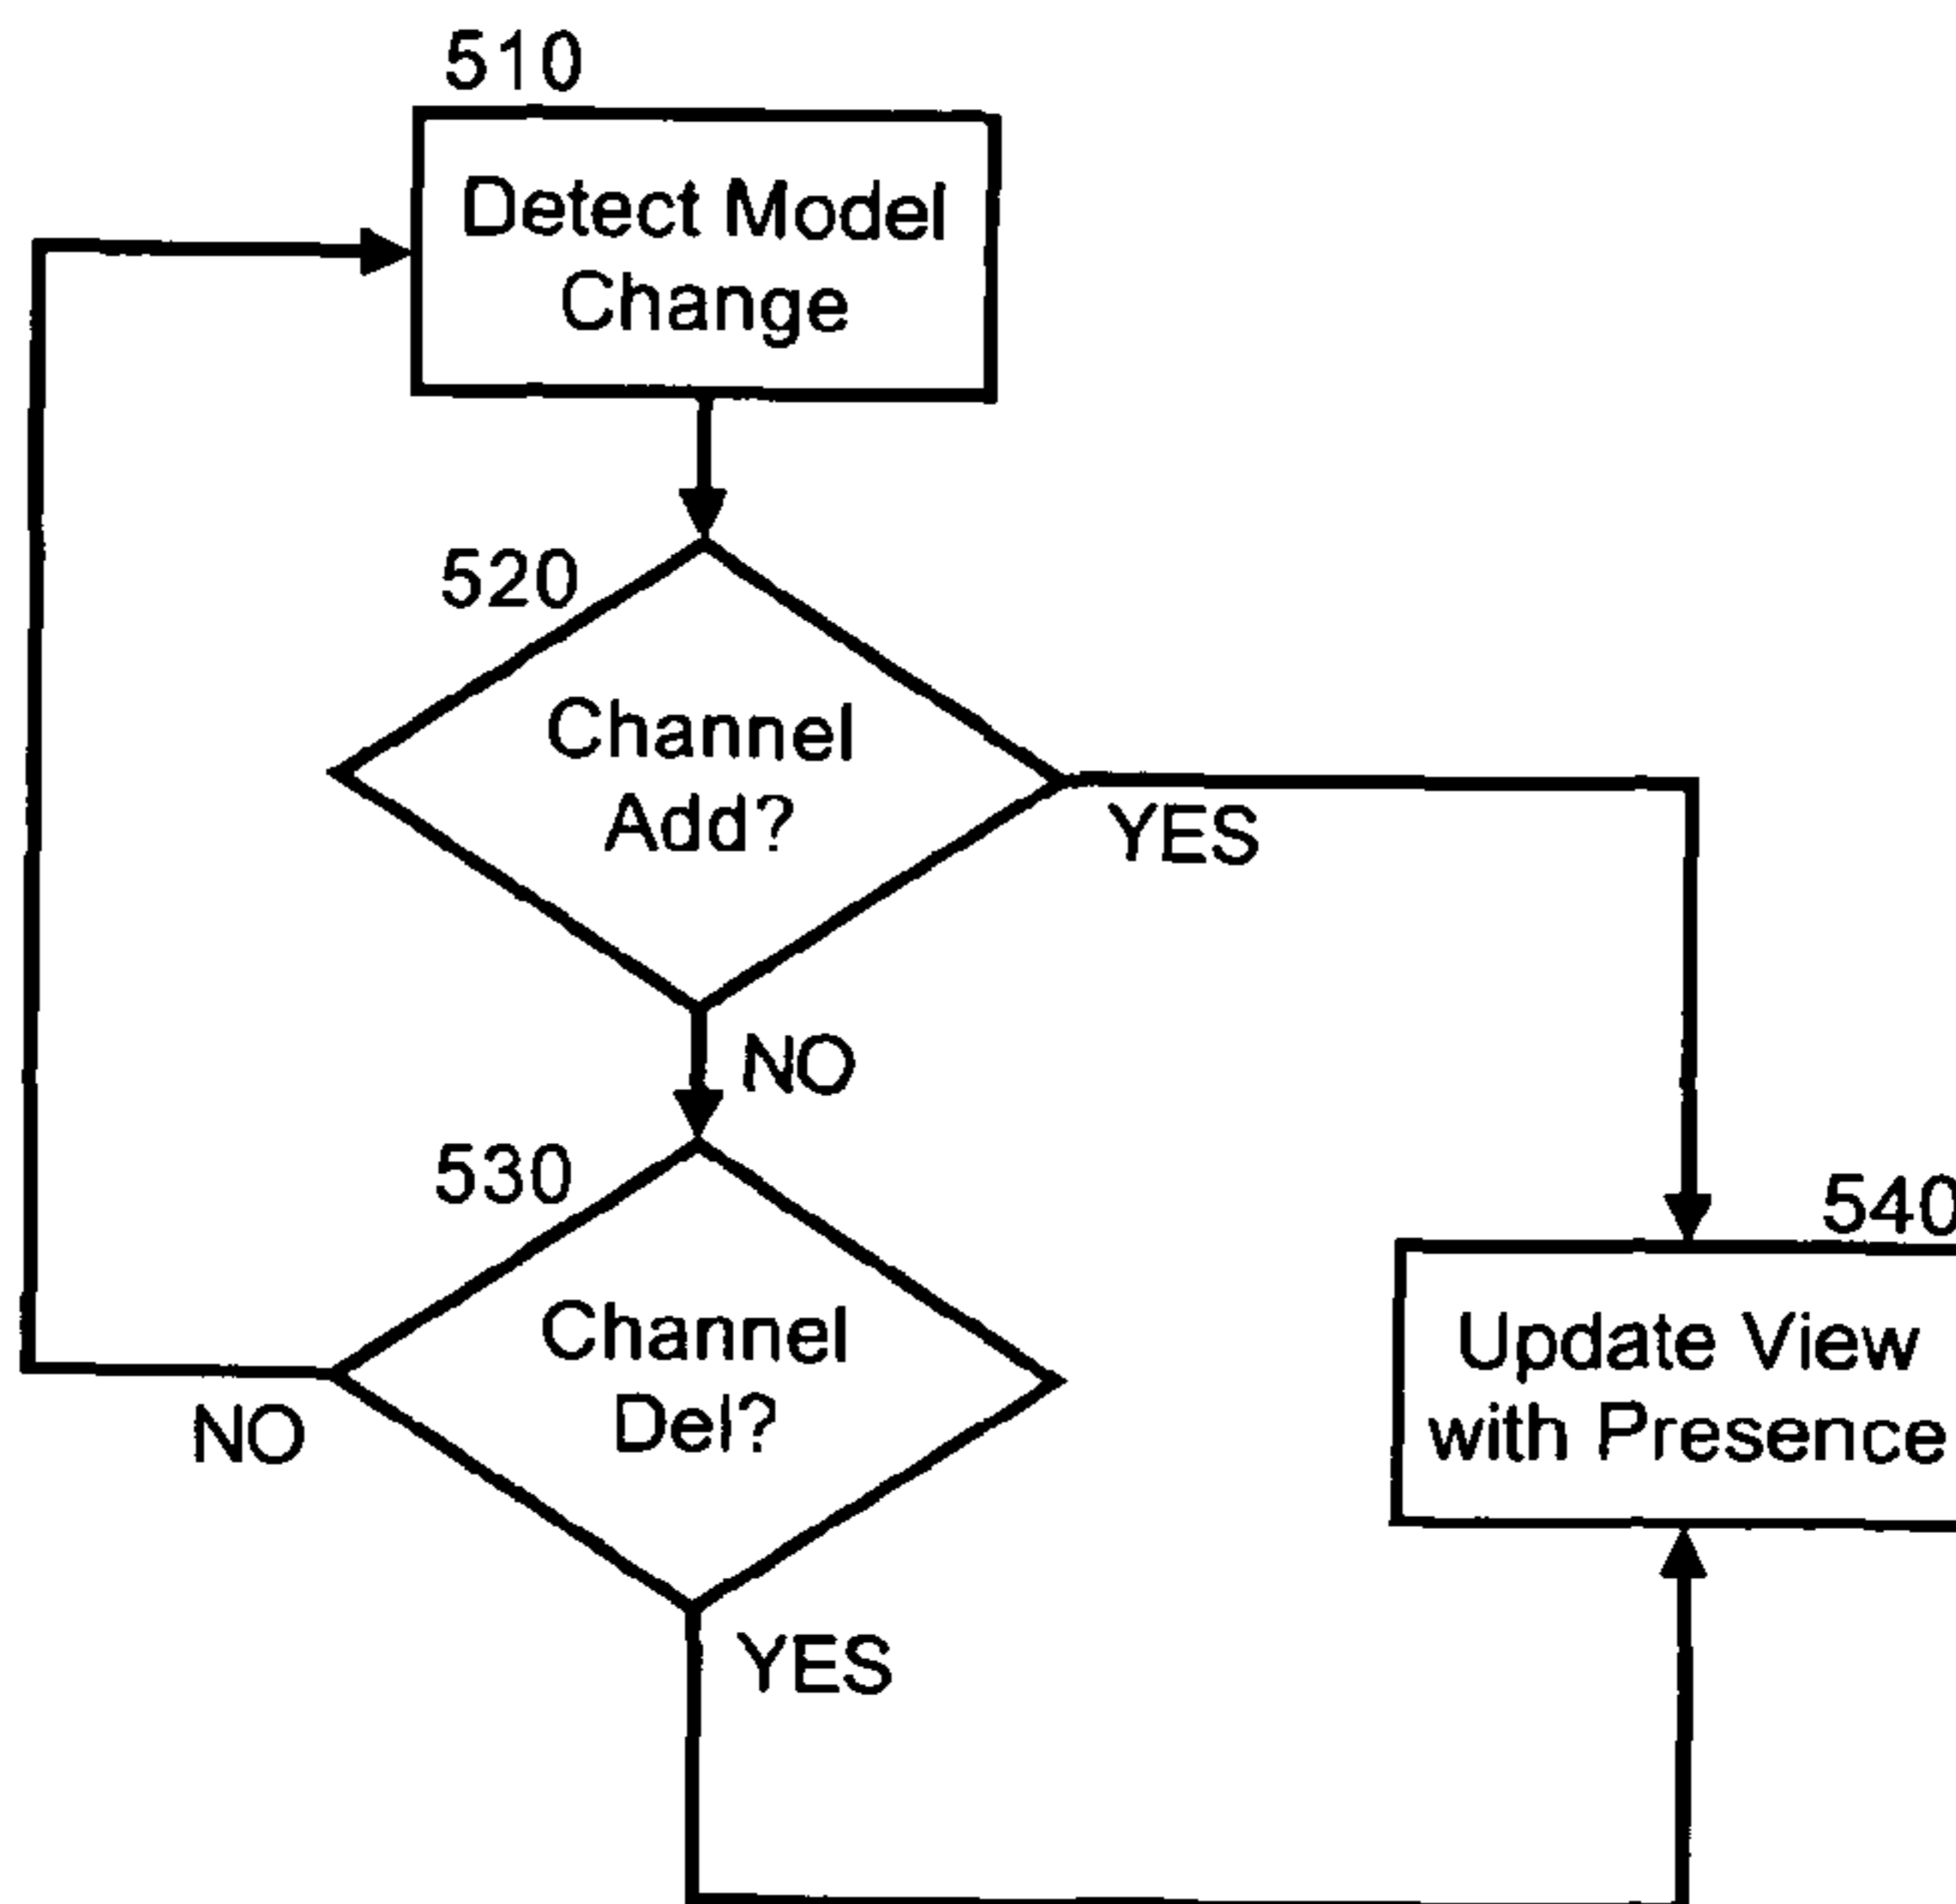 510
Detect Model
Change
520
Channel
Add?
YES
NO
530
Channel
Del?
NO
YES
540
Update View
with Presence